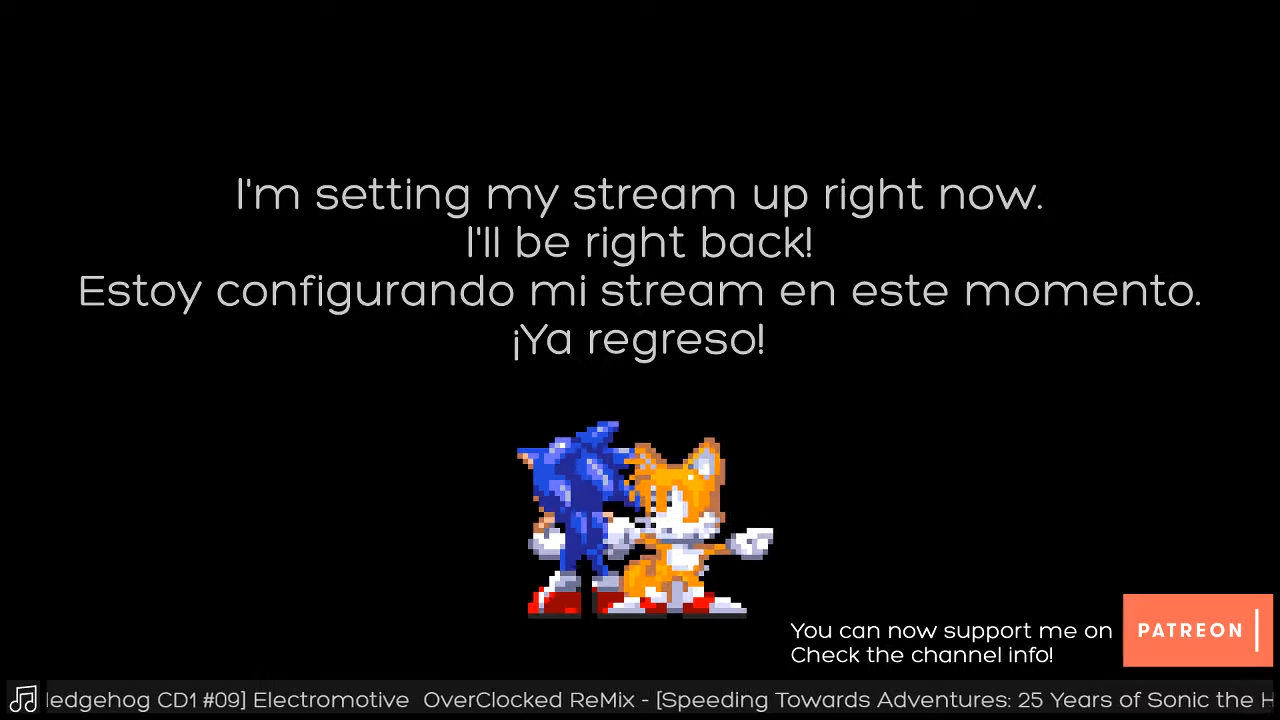 I'm setting my stream up right now.
I'll be right back!
Estoy configurando mi stream en este momento.
¡Ya regreso!
You can now support me on
Check the channel info!
PATREON
CD1 #09] Electromotive OverClocked ReMix - [Speeding Towards Adventures: 25 Years of Sonic the